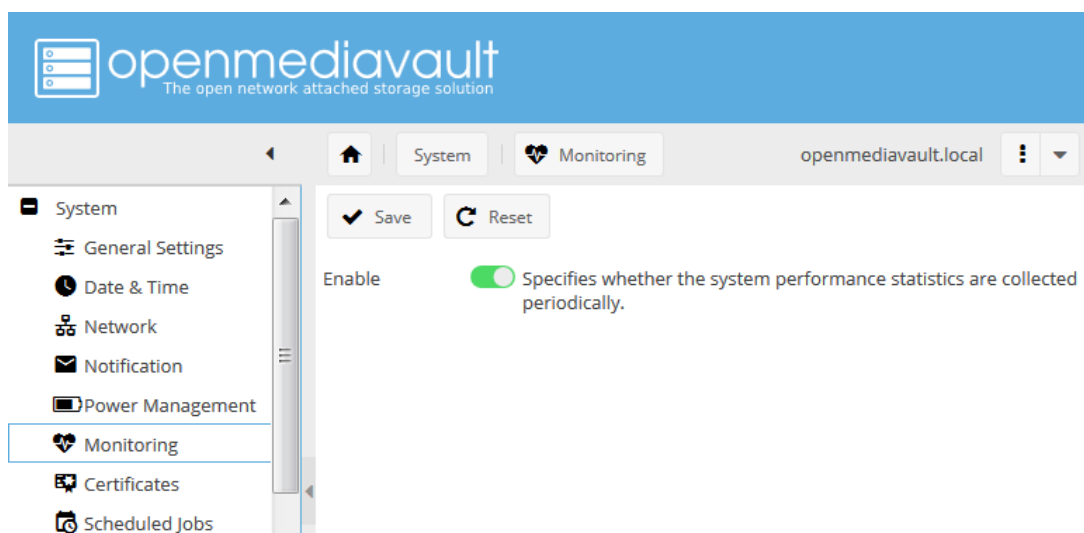 openmediavault
The open network attached storage solution
System
Monitoring
openmediavault.local
System
General Settings
Date & Time
Network
Notification
Power Management
Monitoring
Certificates
Scheduled Jobs
Save
Reset
Enable
Specifies whether the system performance statistics are collected
periodically.